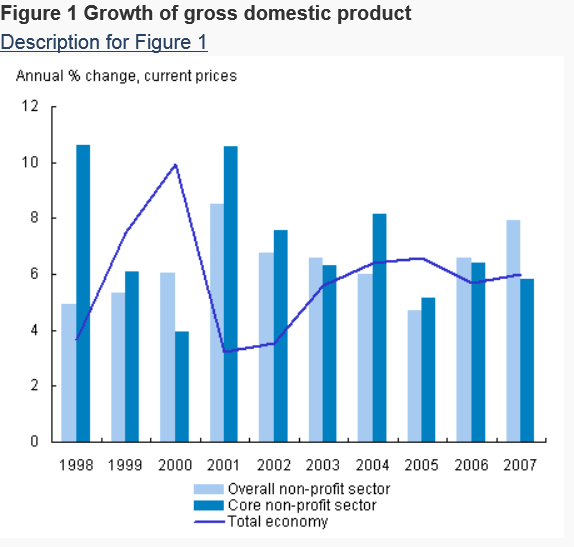 Figure 1 Growth of gross domestic product
Description for Figure 1
Annual % change, current prices
12
10
8
6
4
2
0
1998 1999 2000 2001 2002 2003 2004 2005 2006 2007
Overall non-profit sector
Core non-profit sector
Total economy